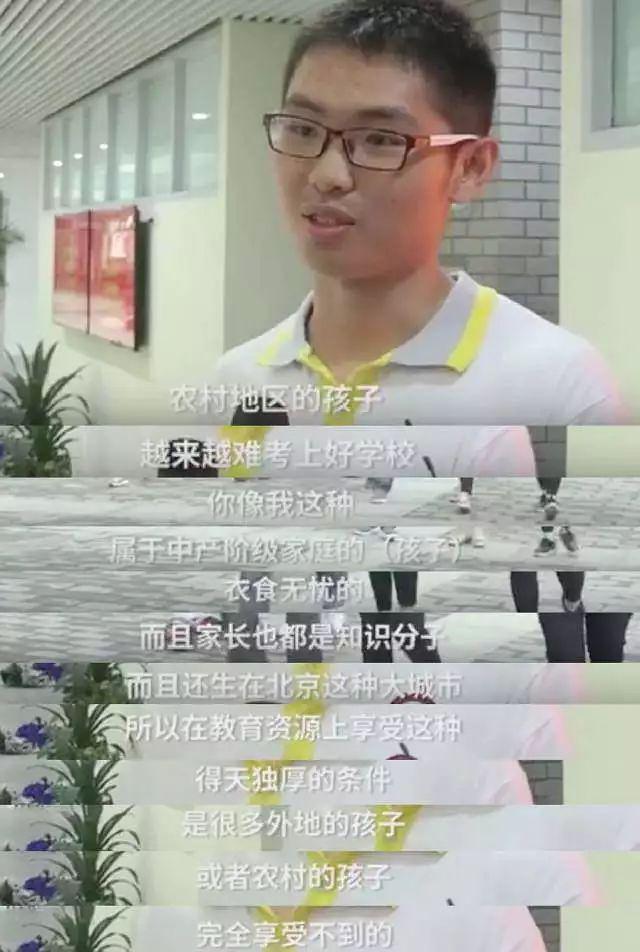 农村地区的孩子
越来越难考上好学校
你像我这种
属于中产阶级家庭的（孩子）
衣食无忧的
而且家长也都是知识分子
而且还生在北京这种大城市
所以在教育资源上享受这种
得天独厚的条件
是很多外地的孩子
或者农村的孩子
完全享受不到的